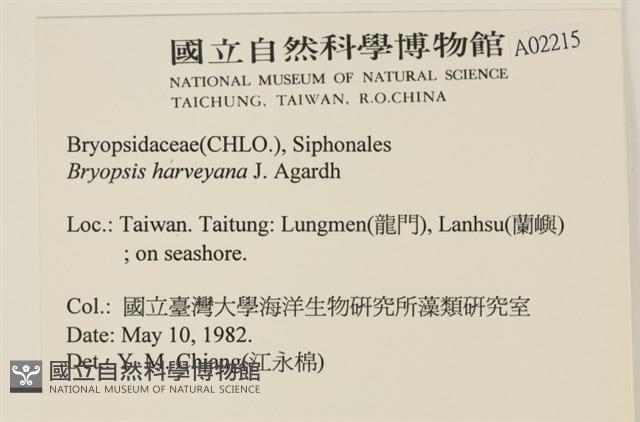 國立自然科學博物館 A02215
NATIONAL MUSEUM OF NATURAL SCIENCE
TAICHUNG, TAIWAN, R.O.CHINA
Bryopsidaceae(CHLO.), Siphonales
Bryopsis harveyana J. Agardh
Loc.: Taiwan. Taitung: Lungmen(龍門), Lanhsu(蘭嶼)
; on seashore.
Col.: 國立臺灣大學海洋生物研究所藻類研究室
Date: May 10, 1982.
Det.: Y. M. Chiang(江永棉)
國立自然科學博物館
NATIONAL MUSEUM OF NATURAL SCIENCE